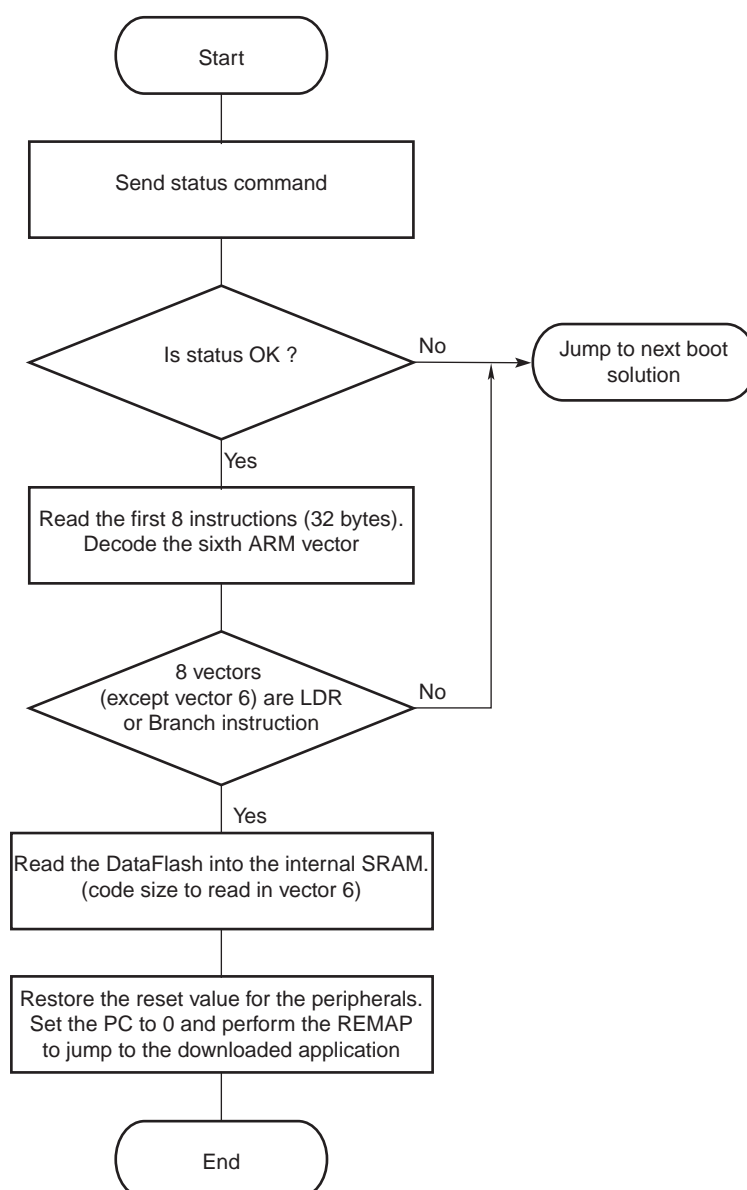 Start
Send status command
Is status OK ?
No
Jump to next boot
solution
Yes
Read the first 8 instructions (32 bytes).
Decode the sixth ARM vector
8 vectors
(except vector 6) are LDR
or Branch instruction
No
Yes
Read the DataFlash into the internal SRAM.
(code size to read in vector 6)
Restore the reset value for the peripherals.
Set the PC to 0 and perform the REMAP
to jump to the downloaded application
End